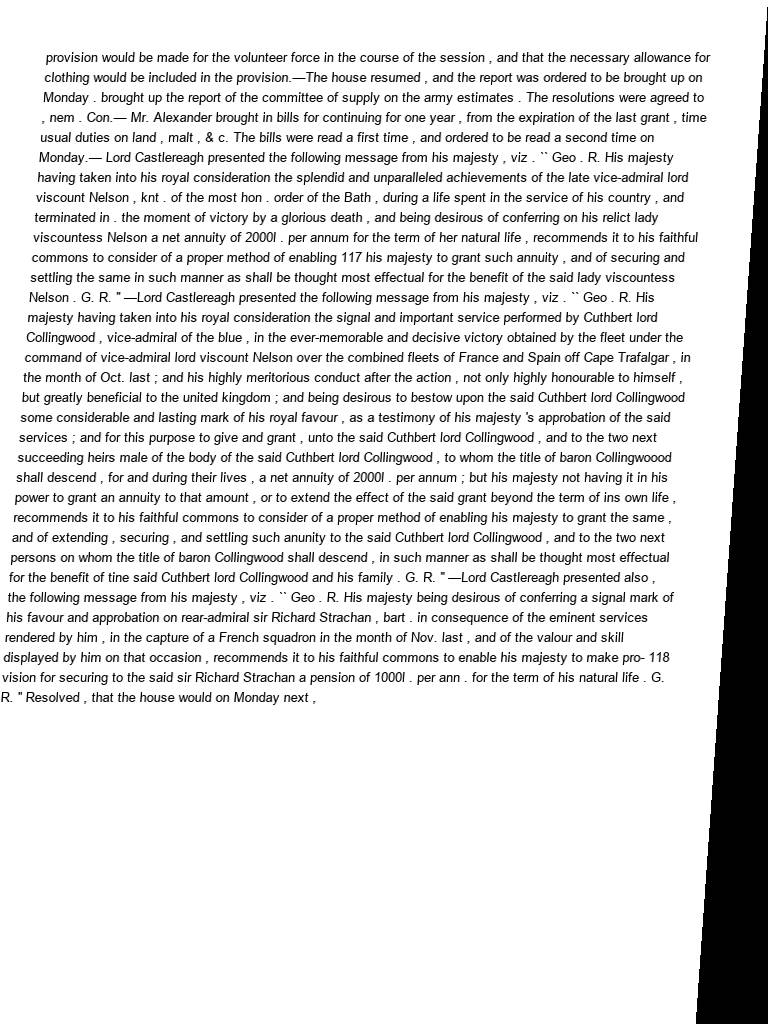 provision would be made for the volunteer force in the course of the session , and that the necessary allowance for
clothing would be included in the provision.—The house resumed , and the report was ordered to be brought up on
Monday . brought up the report of the committee of supply on the army estimates . The resolutions were agreed to
, nem . Con.— Mr. Alexander brought in bills for continuing for one year , from the expiration of the last grant , time
usual duties on land , malt , & c. The bills were read a first time , and ordered to be read a second time on
Monday.— Lord Castlereagh presented the following message from his majesty , viz . `` Geo . R. His majesty
having taken into his royal consideration the splendid and unparalleled achievements of the late vice-admiral lord
viscount Nelson , knt . of the most hon . order of the Bath , during a life spent in the service of his country , and
terminated in . the moment of victory by a glorious death , and being desirous of conferring on his relict lady
viscountess Nelson a net annuity of 2000l . per annum for the term of her natural life , recommends it to his faithful
commons to consider of a proper method of enabling 117 his majesty to grant such annuity , and of securing and
settling the same in such manner as shall be thought most effectual for the benefit of the said lady viscountess
Nelson . G. R. " —Lord Castlereagh presented the following message from his majesty , viz . `` Geo . R. His
majesty having taken into his royal consideration the signal and important service performed by Cuthbert lord
Collingwood , vice-admiral of the blue , in the ever-memorable and decisive victory obtained by the fleet under the
command of vice-admiral lord viscount Nelson over the combined fleets of France and Spain off Cape Trafalgar , in
the month of Oct. last ; and his highly meritorious conduct after the action , not only highly honourable to himself ,
but greatly beneficial to the united kingdom ; and being desirous to bestow upon the said Cuthbert lord Collingwood
some considerable and lasting mark of his royal favour , as a testimony of his majesty 's approbation of the said
services ; and for this purpose to give and grant , unto the said Cuthbert lord Collingwood , and to the two next
succeeding heirs male of the body of the said Cuthbert lord Collingwood , to whom the title of baron Collingwoood
shall descend , for and during their lives , a net annuity of 2000l . per annum ; but his majesty not having it in his
power to grant an annuity to that amount , or to extend the effect of the said grant beyond the term of ins own life ,
recommends it to his faithful commons to consider of a proper method of enabling his majesty to grant the same ,
and of extending , securing , and settling such anunity to the said Cuthbert lord Collingwood , and to the two next
persons on whom the title of baron Collingwood shall descend , in such manner as shall be thought most effectual
for the benefit of tine said Cuthbert lord Collingwood and his family . G. R. " —Lord Castlereagh presented also ,
the following message from his majesty , viz . `` Geo . R. His majesty being desirous of conferring a signal mark of
his favour and approbation on rear-admiral sir Richard Strachan , bart . in consequence of the eminent services
rendered by him , in the capture of a French squadron in the month of Nov. last , and of the valour and skill
displayed by him on that occasion , recommends it to his faithful commons to enable his majesty to make pro- 118
vision for securing to the said sir Richard Strachan a pension of 1000l . per ann . for the term of his natural life . G.
R. " Resolved , that the house would on Monday next ,